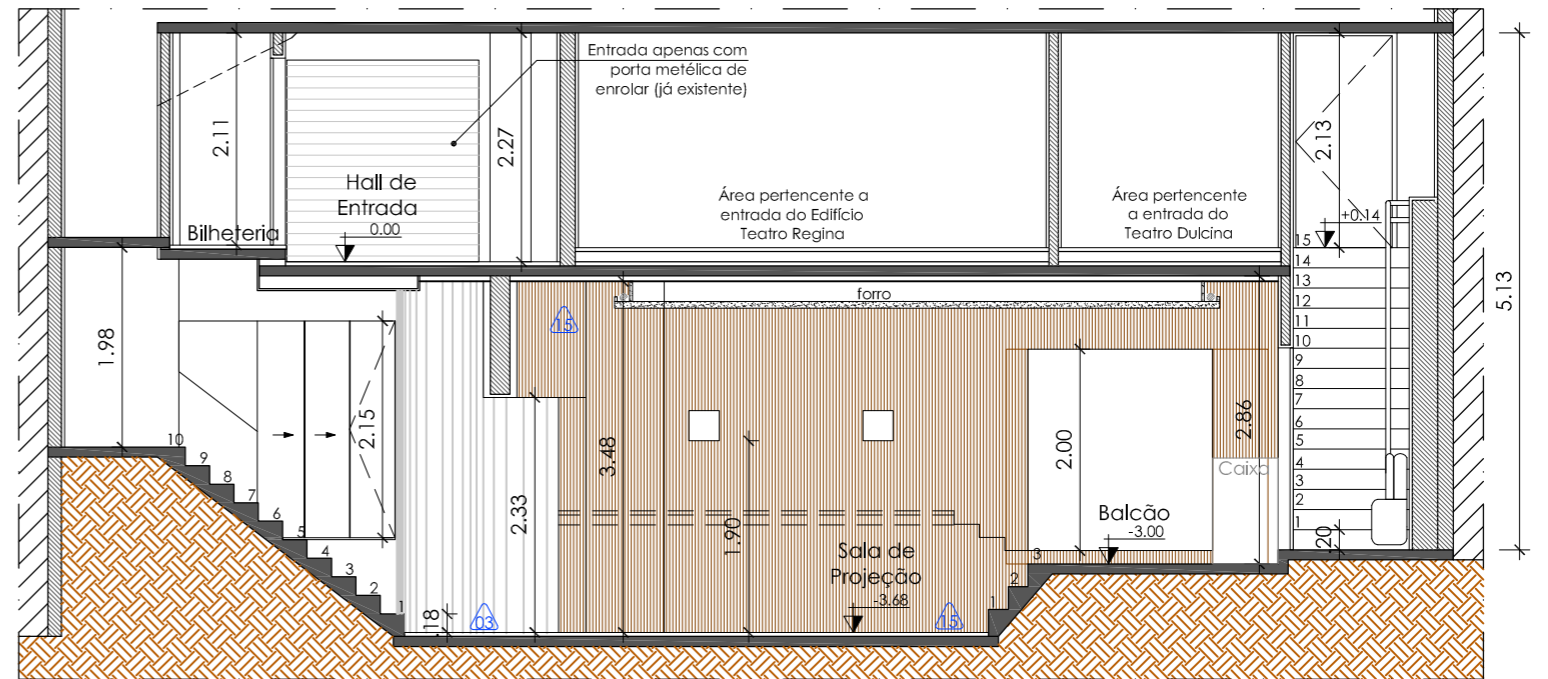 Entrada apenas com
porta metélica de
enrolar (já existente)
2.11
2.27
2.13
Hall de
Entrada
0.00
Bilheteria
Área pertencente a
entrada do Edifício
Teatro Regina
Área pertencente
a entrada do
Teatro Dulcina
+0.14
15
14
13
12
11
10
9
8
7
6
5
4
3
2
1
5.13
forro
15
1.98
2.15
3.48
2.33
1.90
2.00
2.86
Caixa
Balcão
-3.00
Sala de
Projeção
-3.68
10
9
8
7
6
5
4
3
2
1
.18
03
15
1
2
3
.20